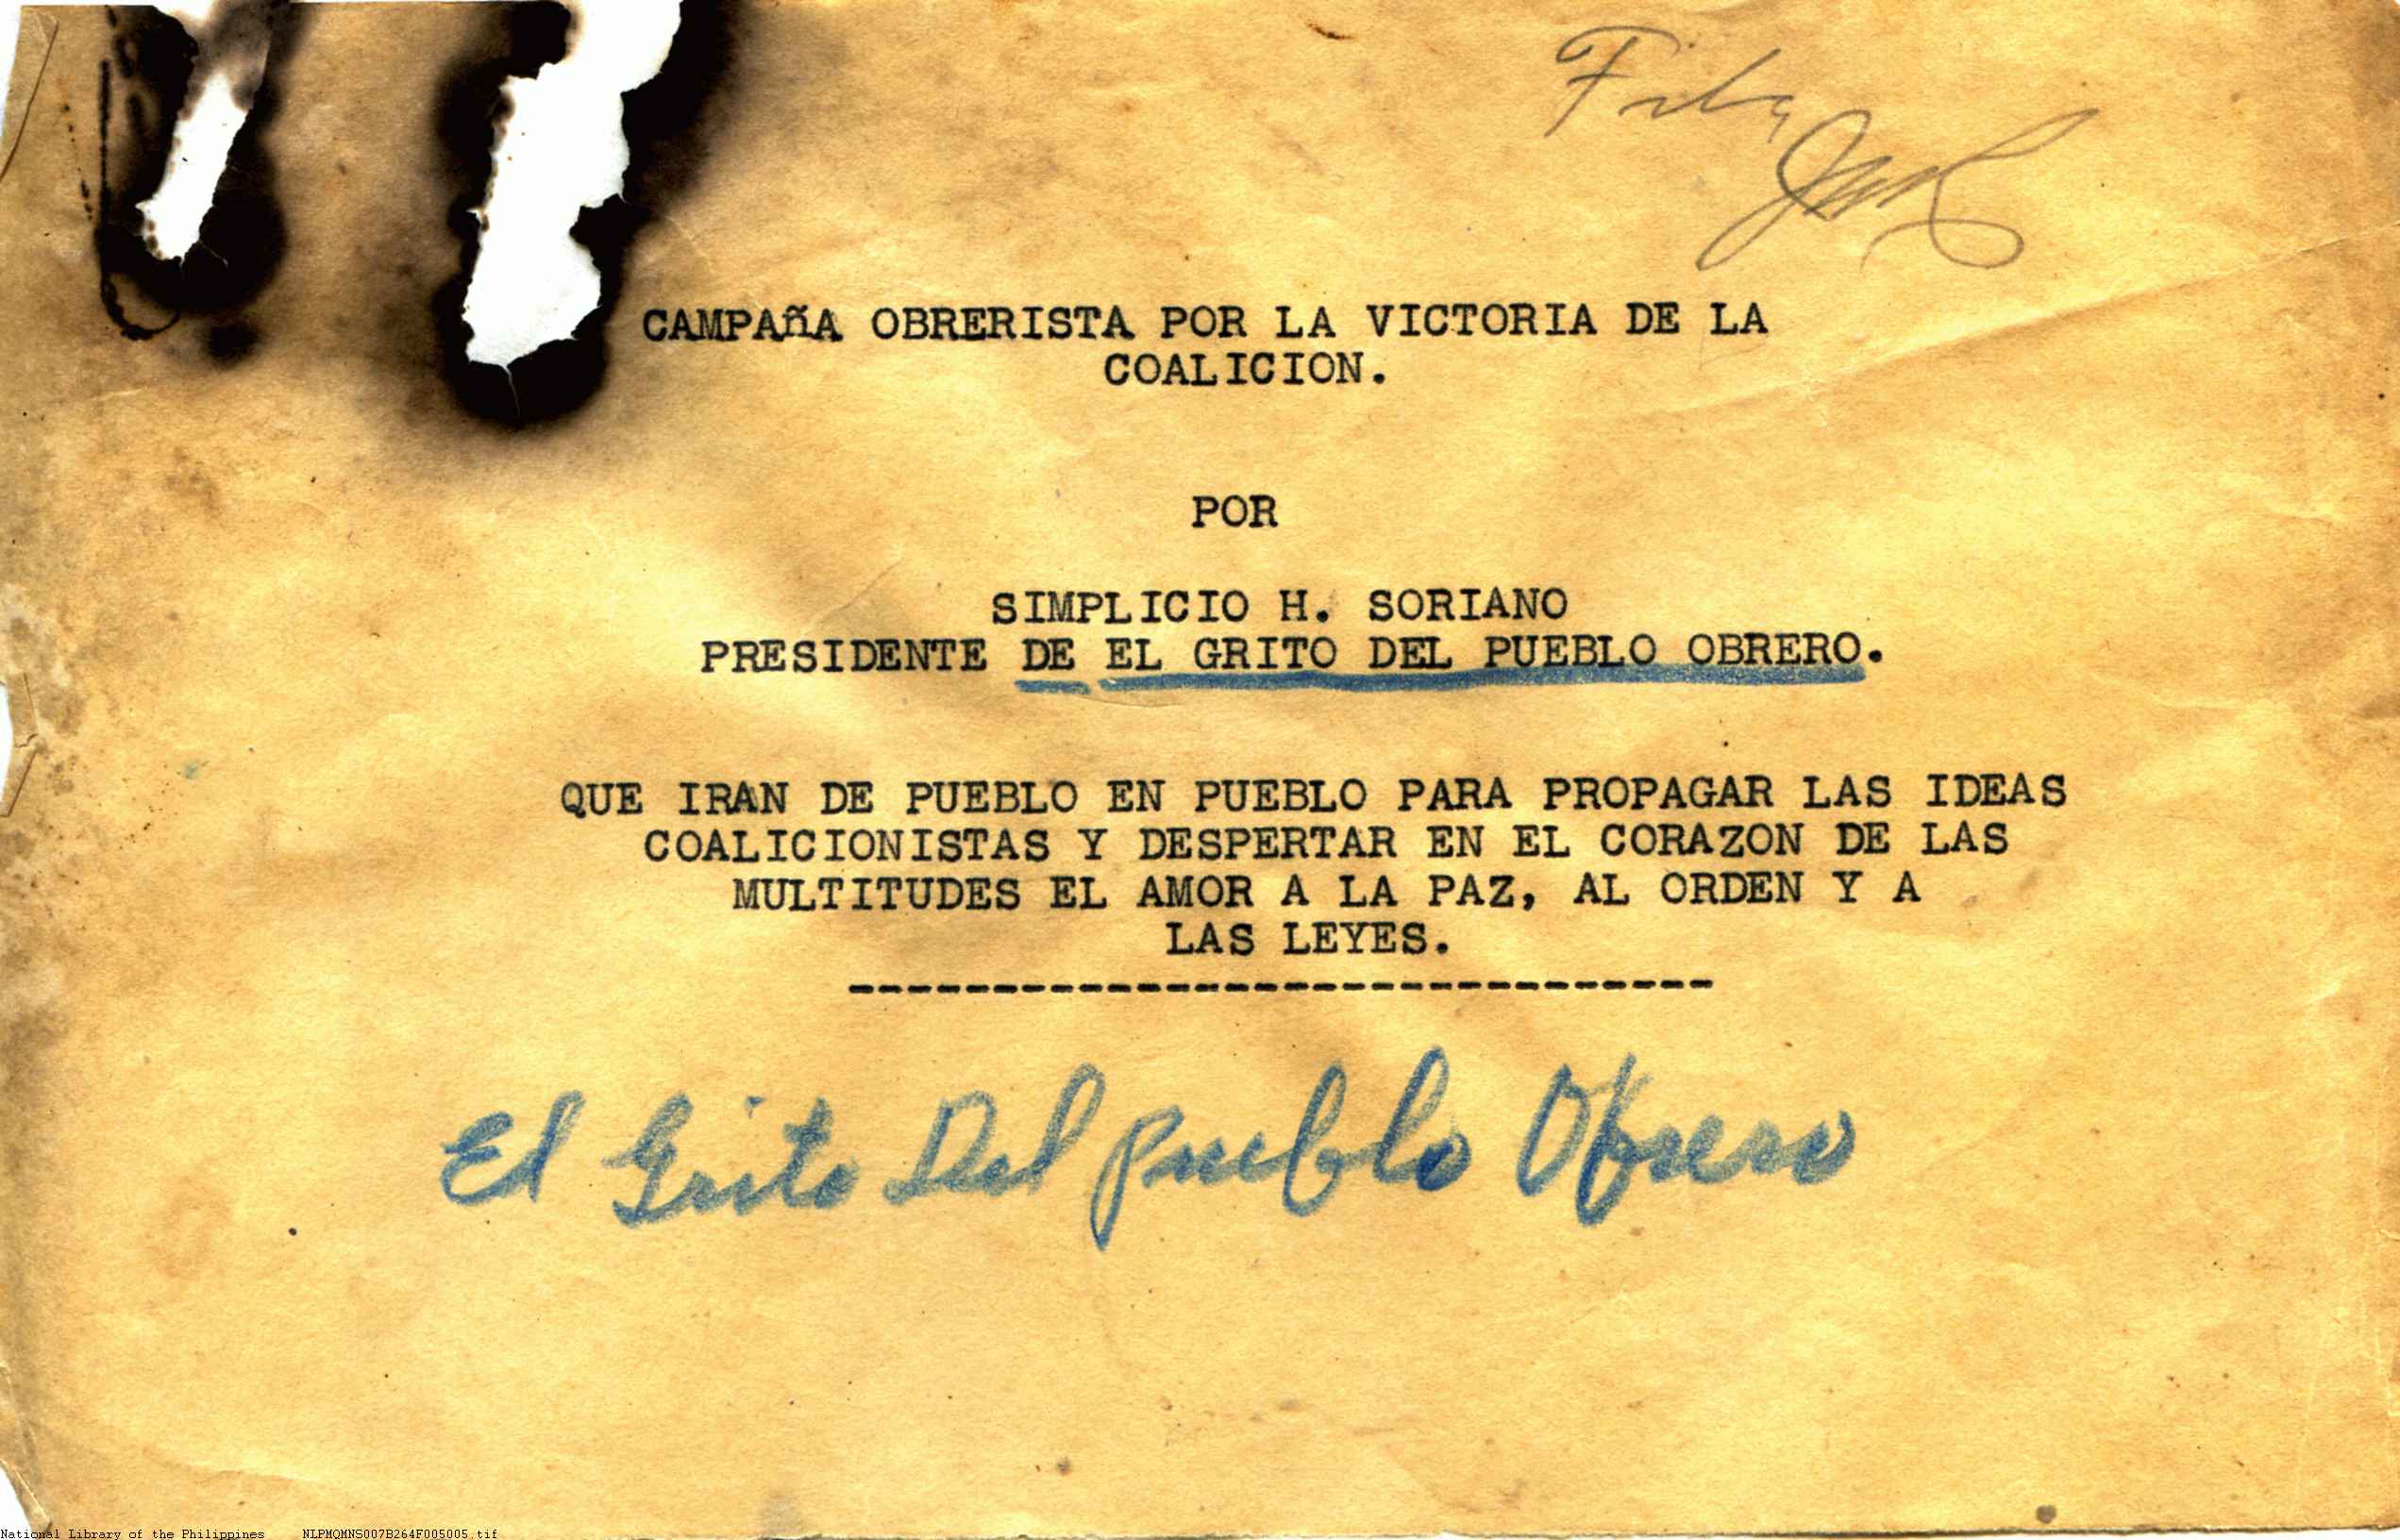 File
CAMPAñA OBRERISTA POR LA VICTORIA DE LA
COALICION.
POR
SIMPLICIO H. SORIANO
PRESIDENTE DE EL GRITO DEL PUEBLO OBRERO.
QUE IRAN DE PUEBLO EN PUEBLO PARA PROPAGAR LAS IDEAS
COALICIONISTAS Y DESPERTAR EN EL CORAZON DE LAS
MULTITUDES EL AMOR A LA PAZ, AL ORDEN Y A
LAS LEYES.
------------------------------
El Grito Del Pueblo Obrero
National Library of the Philippines NLPMQMNS007B264F005005.tif